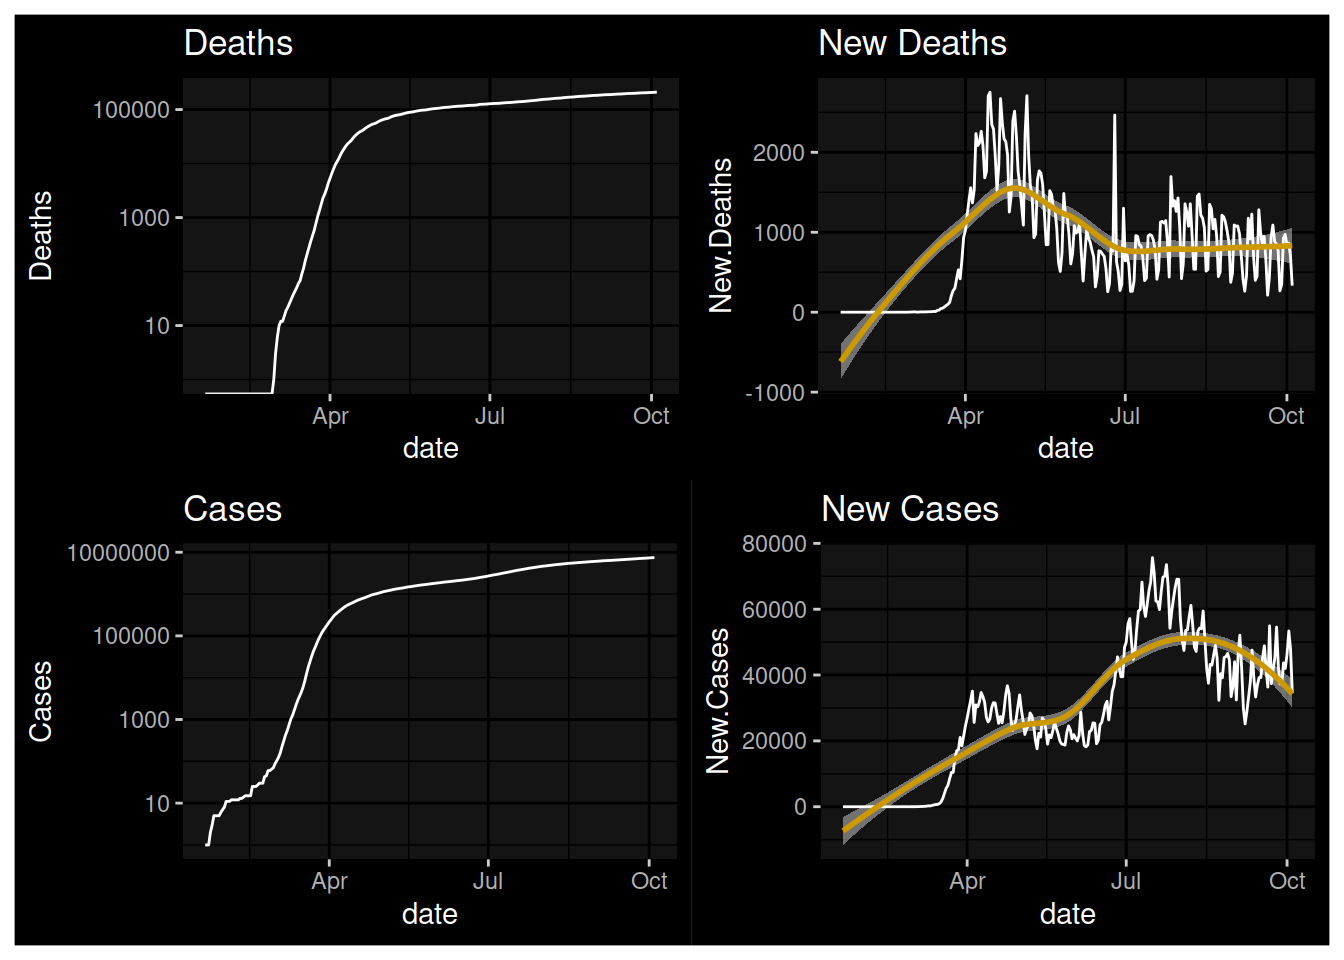 Deaths
100000
1000
10
Deaths
Apr
Jul
Oct
date
New Deaths
2000
1000
0
-1000
New.Deaths
Apr
Jul
Oct
date
Cases
10000000
100000
1000
10
Cases
Apr
Jul
Oct
date
New Cases
80000
60000
40000
20000
0
New.Cases
Apr
Jul
Oct
date